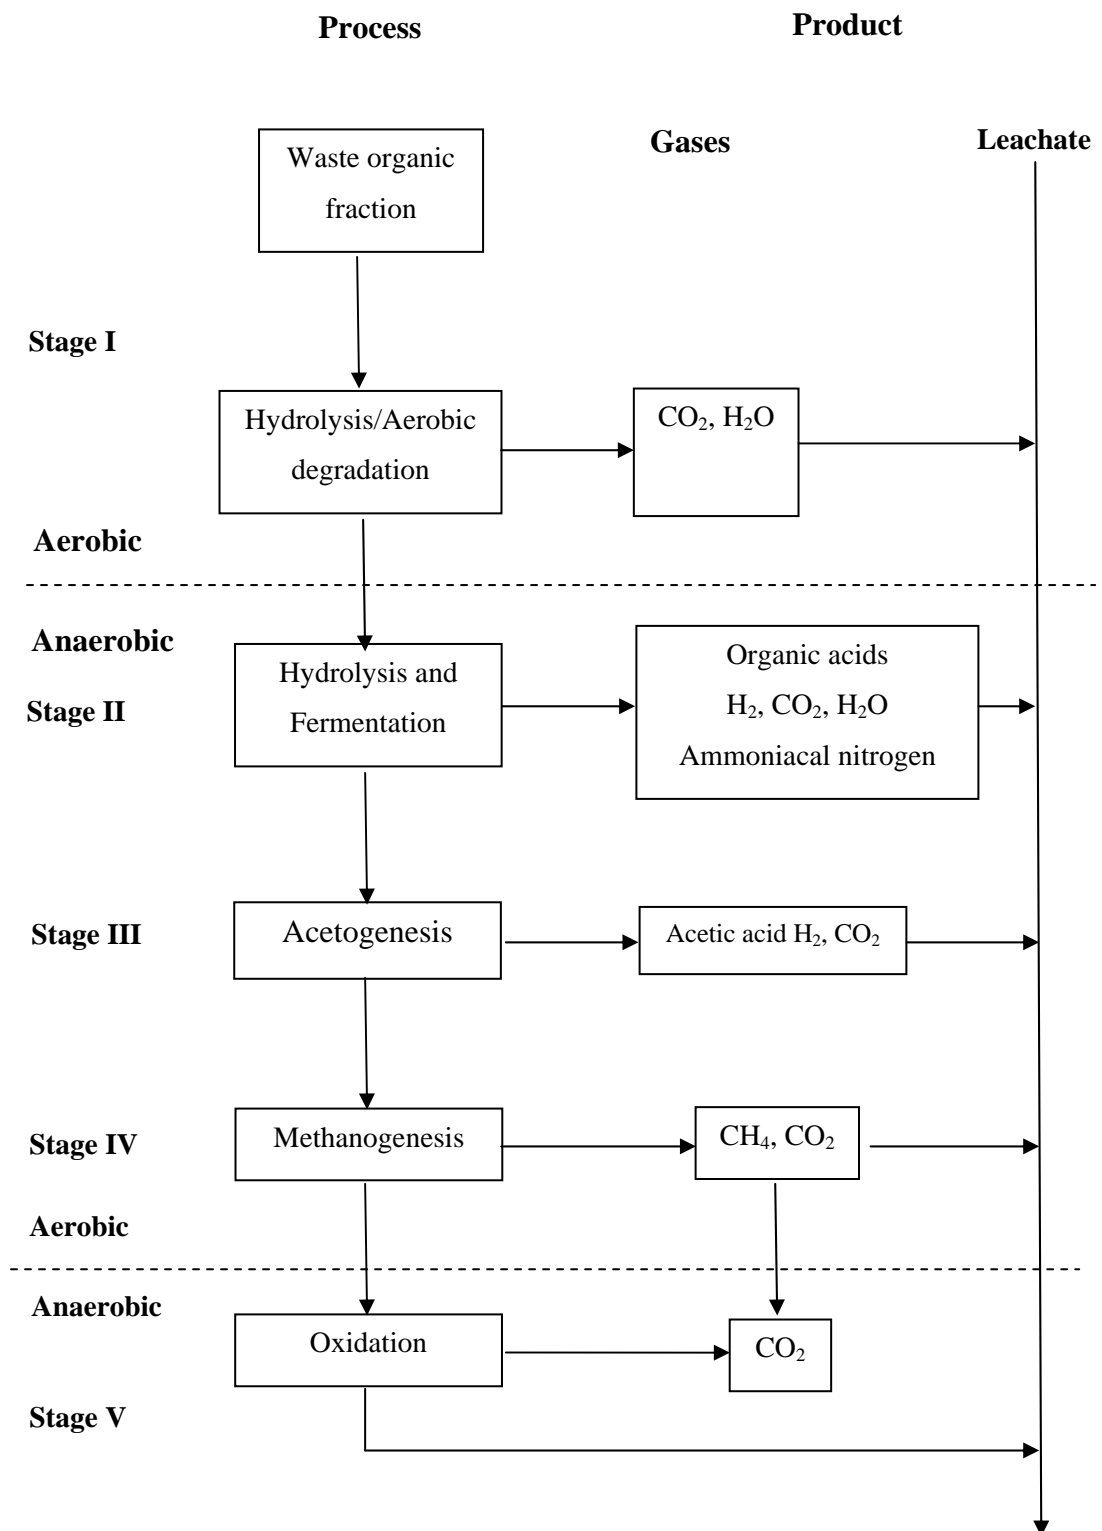 Process
Product
Waste organic
fraction
Gases
Leachate
Stage I
Hydrolysis/Aerobic
degradation
CO₂, H₂O
Aerobic
Anaerobic
Stage II
Hydrolysis and
Fermentation
Organic acids
H₂, CO₂, H₂O
Ammoniacal nitrogen
Stage III
Acetogenesis
Acetic acid H₂, CO₂
Stage IV
Methanogenesis
CH₄, CO₂
Aerobic
Anaerobic
Oxidation
CO₂
Stage V